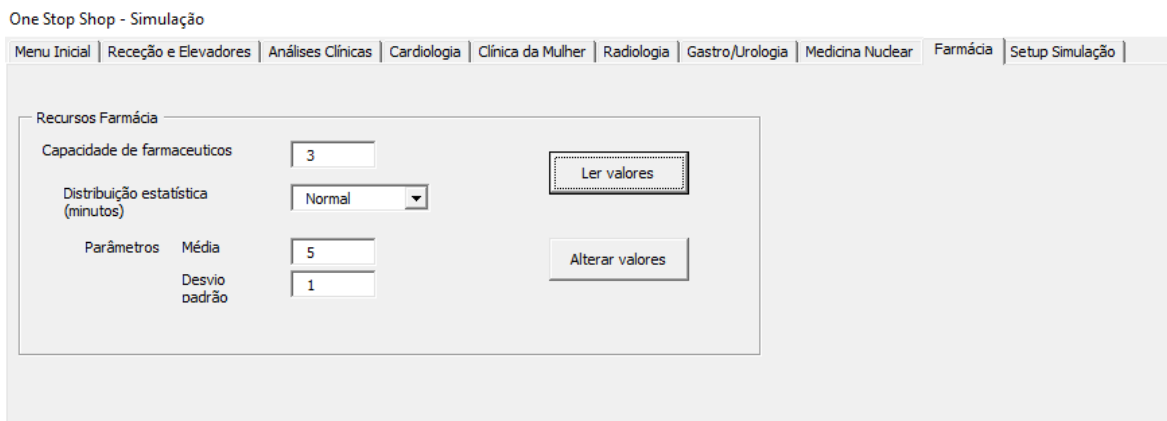 One Stop Shop - Simulação
Menu Inicial Receção e Elevadores Análises Clínicas Cardiologia Clínica da Mulher Radiologia Gastro/Urologia Medicina Nuclear Farmácia Setup Simulação
Recursos Farmácia
Capacidade de farmaceuticos 3
Ler valores
Distribuição estatística
(minutos)
Normal
Parâmetros Média 5
Alterar valores
Desvio
padrão
1